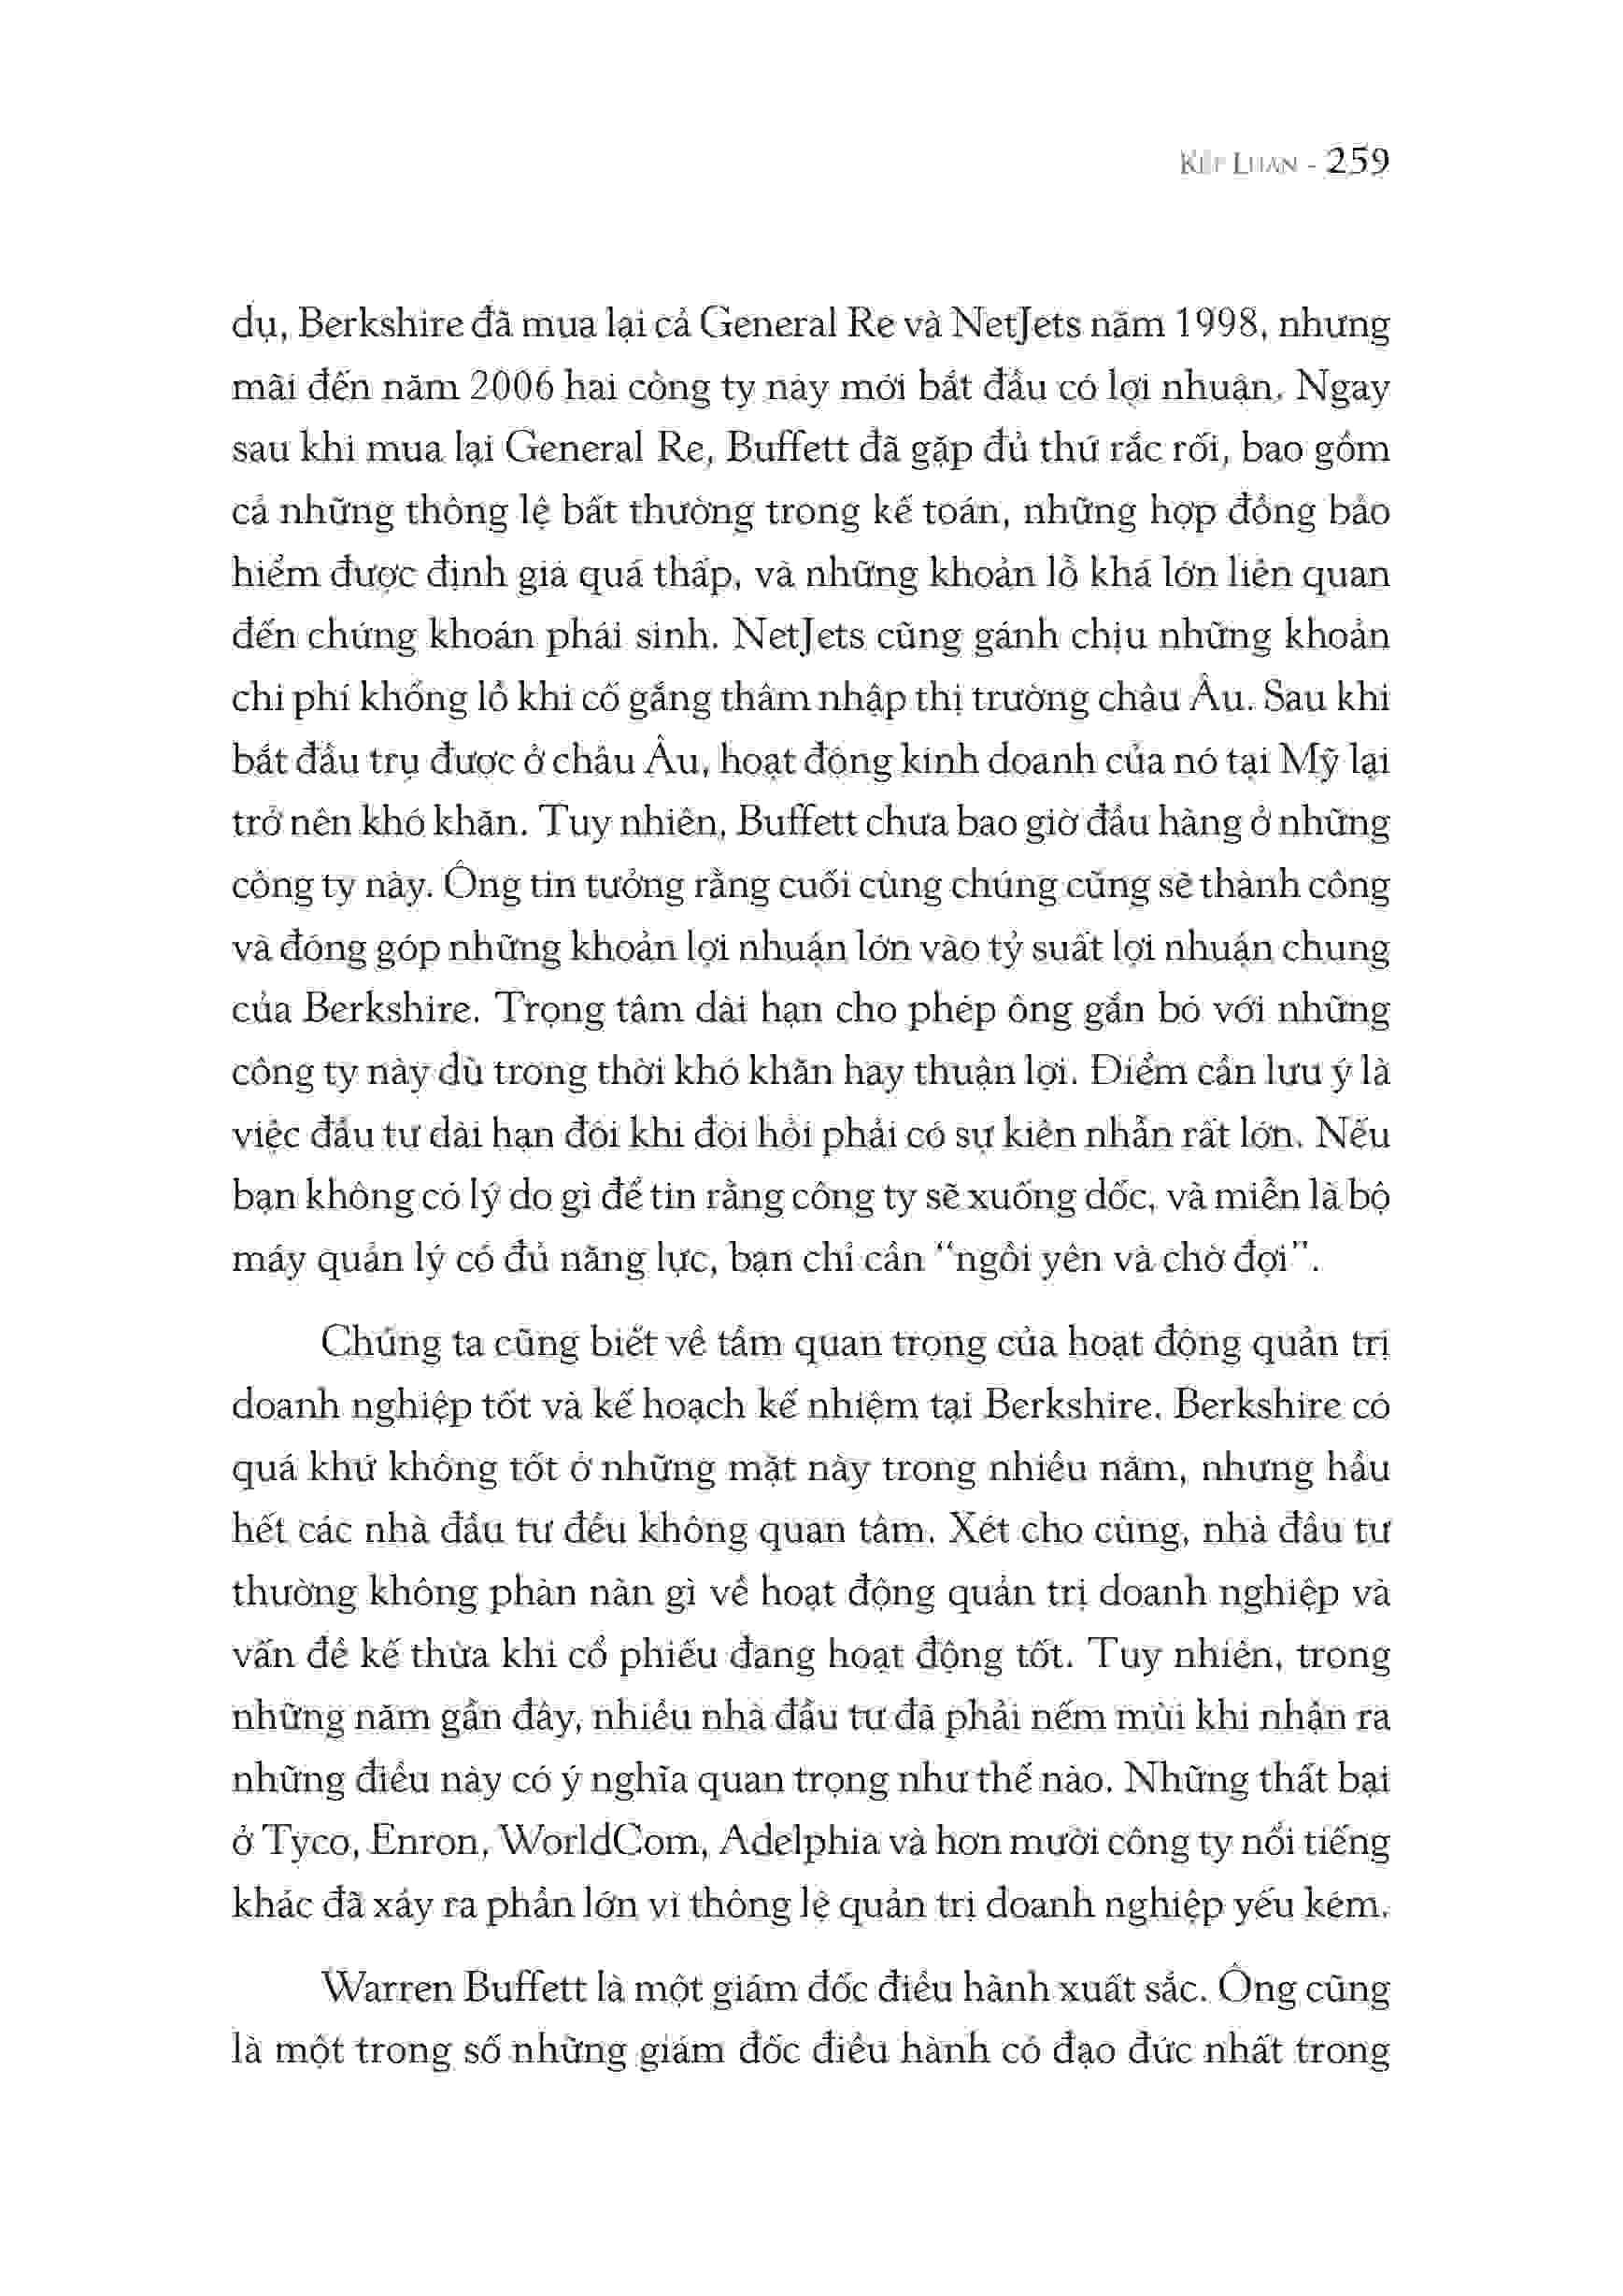 Kết Luận - 259
dụ, Berkshire đã mua lại cả General Re và NetJets năm 1998, nhưng
mãi đến năm 2006 hai công ty này mới bắt đầu có lợi nhuận. Ngay
sau khi mua lại General Re, Buffett đã gặp đủ thứ rắc rối, bao gồm
cả những thông lệ bất thường trong kế toán, những hợp đồng bảo
hiểm được định giá quá thấp, và những khoản lỗ khá lớn liên quan
đến chứng khoán phái sinh. NetJets cũng gánh chịu những khoản
chi phí khổng lồ khi cố gắng thâm nhập thị trường châu Âu. Sau khi
bắt đầu trụ được ở châu Âu, hoạt động kinh doanh của nó tại Mỹ lại
trở nên khó khăn. Tuy nhiên, Buffett chưa bao giờ đầu hàng ở những
công ty này. Ông tin tưởng rằng cuối cùng chúng cũng sẽ thành công
và đóng góp những khoản lợi nhuận lớn vào tỷ suất lợi nhuận chung
của Berkshire. Trọng tâm dài hạn cho phép ông gắn bó với những
công ty này dù trong thời khó khăn hay thuận lợi. Điểm cần lưu ý là
việc đầu tư dài hạn đôi khi đòi hỏi phải có sự kiên nhẫn rất lớn. Nếu
bạn không có lý do gì để tin rằng công ty sẽ xuống dốc, và miễn là bộ
máy quản lý có đủ năng lực, bạn chỉ cần “ngồi yên và chờ đợi”.
Chúng ta cũng biết về tầm quan trọng của hoạt động quản trị
doanh nghiệp tốt và kế hoạch kế nhiệm tại Berkshire. Berkshire có
quá khứ không tốt ở những mặt này trong nhiều năm, nhưng hầu
hết các nhà đầu tư đều không quan tâm. Xét cho cùng, nhà đầu tư
thường không phàn nàn gì về hoạt động quản trị doanh nghiệp và
vấn đề kế thừa khi cổ phiếu đang hoạt động tốt. Tuy nhiên, trong
những năm gần đây, nhiều nhà đầu tư đã phải nếm mùi khi nhận ra
những điều này có ý nghĩa quan trọng như thế nào. Những thất bại
ở Tyco, Enron, WorldCom, Adelphia và hơn mười công ty nổi tiếng
khác đã xảy ra phần lớn vì thông lệ quản trị doanh nghiệp yếu kém.
Warren Buffett là một giám đốc điều hành xuất sắc. Ông cũng
là một trong số những giám đốc điều hành có đạo đức nhất trong